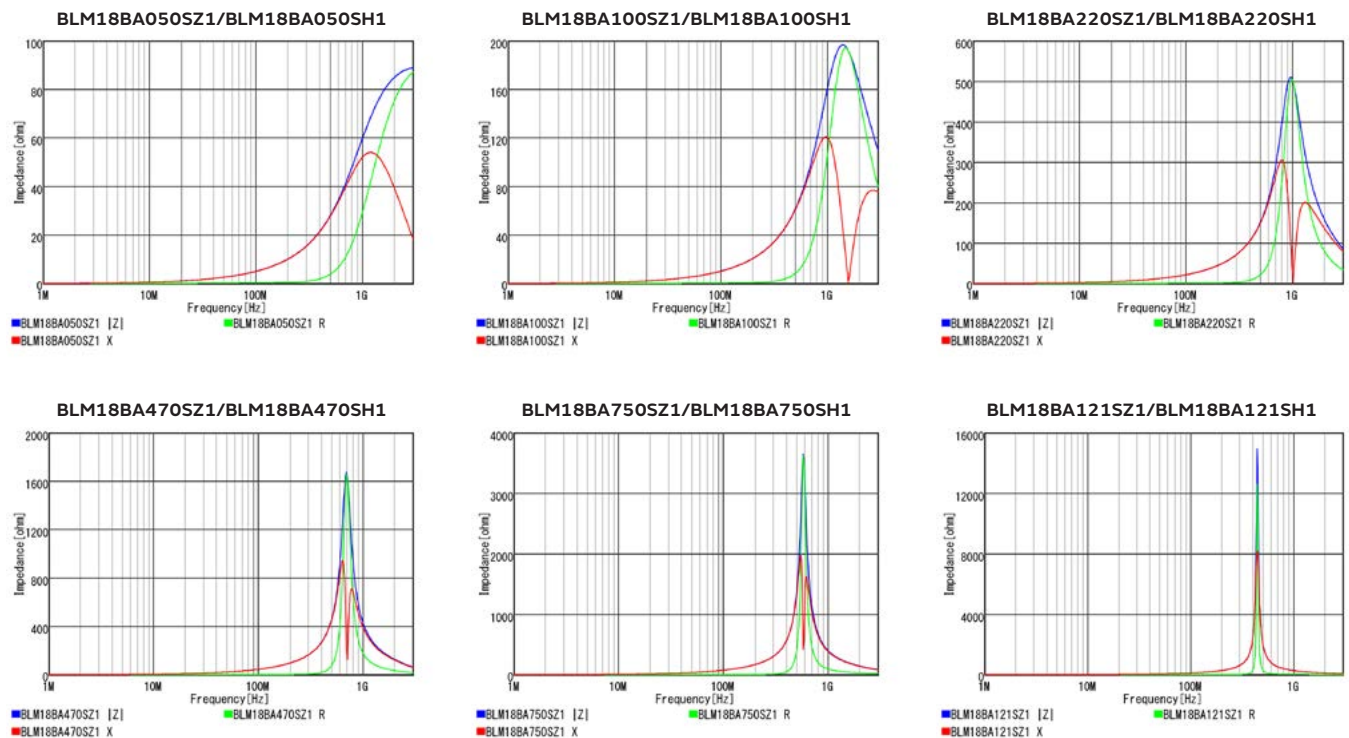 BLM18BA050SZ1/BLM18BA050SH1
100
80
60
40
20
0
Impedance[ohm]
1M 10M 100M 1G
Frequency[Hz]
BLM18BA050SZ1 |Z| BLM18BA050SZ1 R
BLM18BA050SZ1 X
BLM18BA100SZ1/BLM18BA100SH1
200
160
120
80
40
0
Impedance[ohm]
1M 10M 100M 1G
Frequency[Hz]
BLM18BA100SZ1 |Z| BLM18BA100SZ1 R
BLM18BA100SZ1 X
BLM18BA220SZ1/BLM18BA220SH1
600
500
400
300
200
100
0
Impedance[ohm]
1M 10M 100M 1G
Frequency[Hz]
BLM18BA220SZ1 |Z| BLM18BA220SZ1 R
BLM18BA220SZ1 X
BLM18BA470SZ1/BLM18BA470SH1
2000
1600
1200
800
400
0
Impedance[ohm]
1M 10M 100M 1G
Frequency[Hz]
BLM18BA470SZ1 |Z| BLM18BA470SZ1 R
BLM18BA470SZ1 X
BLM18BA750SZ1/BLM18BA750SH1
4000
3000
2000
1000
0
Impedance[ohm]
1M 10M 100M 1G
Frequency[Hz]
BLM18BA750SZ1 |Z| BLM18BA750SZ1 R
BLM18BA750SZ1 X
BLM18BA121SZ1/BLM18BA121SH1
16000
12000
8000
4000
0
Impedance[ohm]
1M 10M 100M 1G
Frequency[Hz]
BLM18BA121SZ1 |Z| BLM18BA121SZ1 R
BLM18BA121SZ1 X